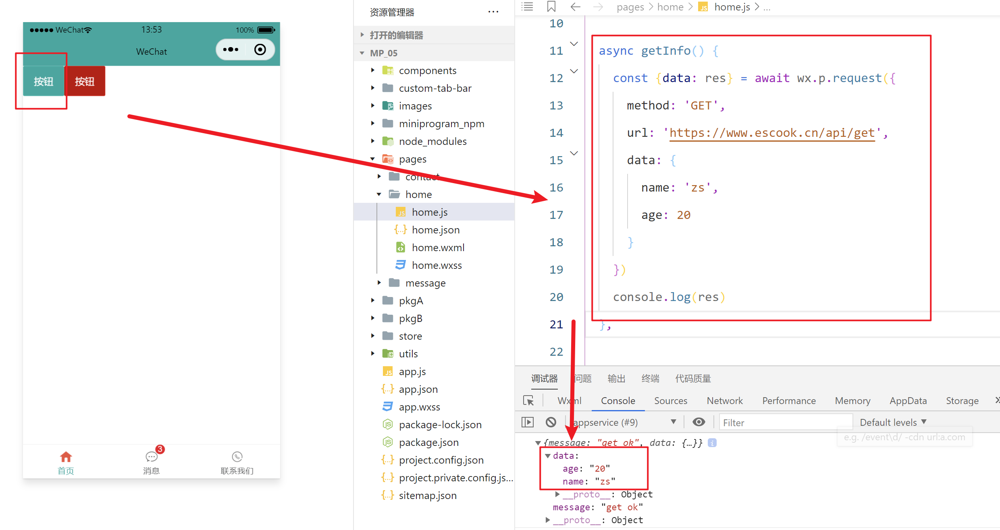 WeChat
13:53
100%
WeChat
按钮
按钮
首页
3
消息
联系我们
资源管理器
打开的编辑器
MP_05
components
custom-tab-bar
images
miniprogram_npm
node_modules
pages
contact
home
home.js
home.json
home.wxml
home.wxss
message
pkgA
pkgB
store
utils
app.js
app.json
app.wxss
package-lock.json
package.json
project.config.json
project.private.config.js...
sitemap.json
pages > home > JS home.js > ...
10
11 async getInfo() {
12 const {data: res} = await wx.p.request({
13 method: 'GET',
14 url: 'https://www.escook.cn/api/get',
15 data: {
16 name: 'zs',
17 age: 20
18 }
19 })
20 console.log(res)
21 },
22
调试器 问题 输出 终端 代码质量
Wxml Console Sources Network Performance Memory AppData Storage
appservice (#9) Filter Default levels
e.g. /event\d/ -cdn url:a.com
{message: "get ok", data: {…}}
data:
age: "20"
name: "zs"
__proto__: Object
message: "get ok"
__proto__: Object